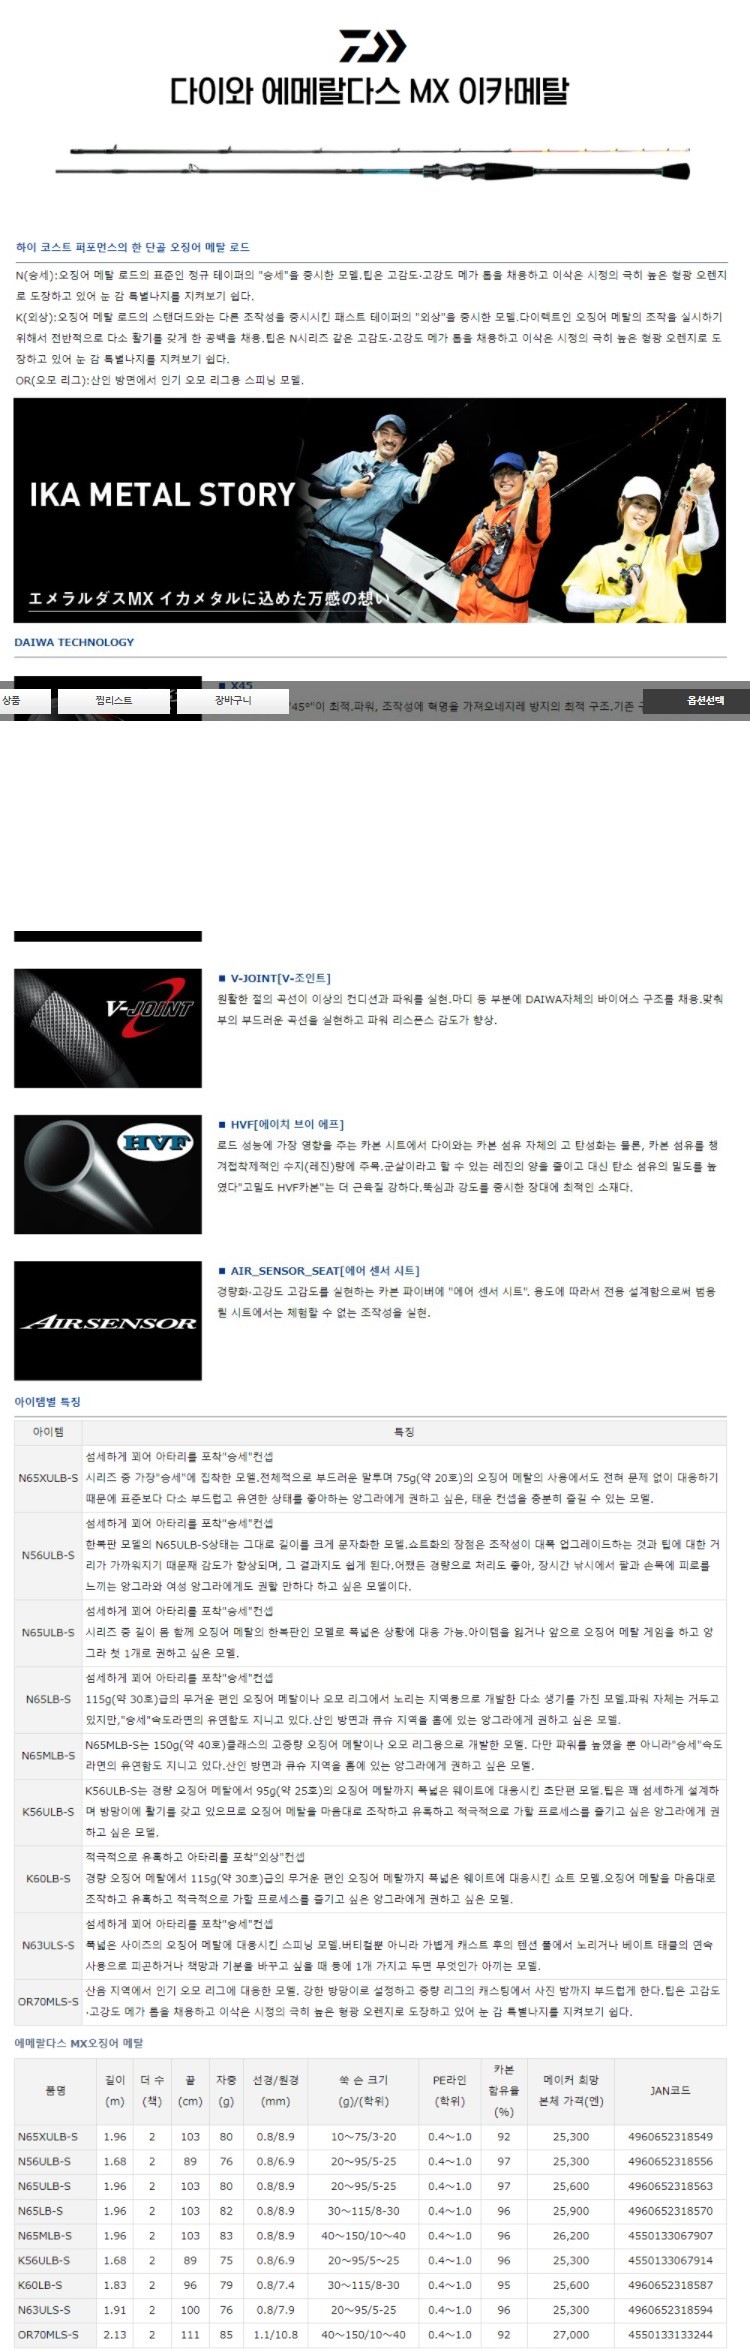 다이와 에메랄다스 MX 이카메탈
하이 코스트 퍼포먼스의 한 단골 오징어 메탈 로드
N(승세):오징어 메탈 로드의 표준인 정규 테이퍼의 "승세"을 중시한 모델.팁은 고감도·고강도 메가 톱을 채용하고 이삭은 시정의 극히 높은 형광 오렌지
로 도장하고 있어 눈 감 특별나지를 지켜보기 쉽다.
K(외상):오징어 메탈 로드의 스탠더드와는 다른 조작성을 중시시킨 패스트 테이퍼의 "외상"을 중시한 모델.다이렉트인 오징어 메탈의 조작을 실시하기
위해서 전반적으로 다소 활기를 갖게 한 공백을 채용.팁은 N시리즈 같은 고감도·고강도 메가 톱을 채용하고 이삭은 시정의 극히 높은 형광 오렌지로 도
장하고 있어 눈 감 특별나지를 지켜보기 쉽다.
OR(오모 리그):산인 방면에서 인기 오모 리그용 스피닝 모델.
IKA METAL STORY
エメラルダスMX イカメタルに込めた万感の想い
DAIWA TECHNOLOGY
■ X45
상품 찜리스트 장바구니 "45°"이 최적.파워, 조작성에 혁명을 가져오네지레 방지의 최적 구조.기존 옵션선택
■ V-JOINT[V-조인트]
V-JOINT
원활한 절의 곡선이 이상의 컨디션과 파워를 실현.마디 등 부분에 DAIWA자체의 바이어스 구조를 채용.맞춰
부의 부드러운 곡선을 실현하고 파워 리스폰스 감도가 향상.
■ HVF[에이치 브이 에프]
HVF
로드 성능에 가장 영향을 주는 카본 시트에서 다이와는 카본 섬유 자체의 고 탄성화는 물론, 카본 섬유를 챙
겨접착제적인 수지(레진)량에 주목.군살이라고 할 수 있는 레진의 양을 줄이고 대신 탄소 섬유의 밀도를 높
였다"고밀도 HVF카본"는 더 근육질 강하다.뚝심과 강도를 중시한 장대에 최적인 소재다.
■ AIR_SENSOR_SEAT[에어 센서 시트]
AIRSENSOR
경량화·고강도 고감도를 실현하는 카본 파이버에 "에어 센서 시트". 용도에 따라서 전용 설계함으로써 범용
릴 시트에서는 체험할 수 없는 조작성을 실현.
아이템별 특징
아이템 특징
섬세하게 꾀어 아타리를 포착"승세"컨셉
N65XULB-S 시리즈 중 가장"승세"에 집착한 모델.전체적으로 부드러운 말투며 75g(약 20호)의 오징어 메탈의 사용에서도 전혀 문제 없이 대응하기
때문에 표준보다 다소 부드럽고 유연한 상태를 좋아하는 앙그라에게 권하고 싶은, 태운 컨셉을 충분히 즐길 수 있는 모델.
섬세하게 꾀어 아타리를 포착"승세"컨셉
N56ULB-S 한복판 모델의 N65ULB-S상태는 그대로 길이를 크게 문자화한 모델.쇼트화의 장점은 조작성이 대폭 업그레이드하는 것과 팁에 대한 거
리가 가까워지기 때문째 감도가 향상되며, 그 결과지도 쉽게 된다.어쨌든 경량으로 처리도 좋아, 장시간 낚시에서 팔과 손목에 피로를
느끼는 앙그라와 여성 앙그라에게도 권할 만하다 하고 싶은 모델이다.
섬세하게 꾀어 아타리를 포착"승세"컨셉
N65ULB-S 시리즈 중 길이 몸 함께 오징어 메탈의 한복판인 모델로 폭넓은 상황에 대응 가능.아이템을 잃거나 앞으로 오징어 메탈 게임을 하고 앙
그라 첫 1개로 권하고 싶은 모델.
섬세하게 꾀어 아타리를 포착"승세"컨셉
N65LB-S 115g(약 30호)급의 무거운 편인 오징어 메탈이나 오모 리그에서 노리는 지역용으로 개발한 다소 생기를 가진 모델.파워 자체는 거두고
있지만,"승세"속도라면의 유연함도 지니고 있다.산인 방면과 큐슈 지역을 홈에 있는 앙그라에게 권하고 싶은 모델.
N65MLB-S N65MLB-S는 150g(약 40호)클래스의 고중량 오징어 메탈이나 오모 리그용으로 개발한 모델. 다만 파워를 높였을 뿐 아니라"승세"속도
라면의 유연함도 지니고 있다.산인 방면과 큐슈 지역을 홈에 있는 앙그라에게 권하고 싶은 모델.
K56ULB-S K56ULB-S는 경량 오징어 메탈에서 95g(약 25호)의 오징어 메탈까지 폭넓은 웨이트에 대응시킨 초단편 모델.팁은 꽤 섬세하게 설계하
며 방망이에 활기를 갖고 있으므로 오징어 메탈을 마음대로 조작하고 유혹하고 적극적으로 가할 프로세스를 즐기고 싶은 앙그라에게 권
하고 싶은 모델.
적극적으로 유혹하고 아타리를 포착"외상"컨셉
K60LB-S 경량 오징어 메탈에서 115g(약 30호)급의 무거운 편인 오징어 메탈까지 폭넓은 웨이트에 대응시킨 쇼트 모델.오징어 메탈을 마음대로
조작하고 유혹하고 적극적으로 가할 프로세스를 즐기고 싶은 앙그라에게 권하고 싶은 모델.
섬세하게 꾀어 아타리를 포착"승세"컨셉
N63ULS-S 폭넓은 사이즈의 오징어 메탈에 대응시킨 스피닝 모델.버티컬뿐 아니라 가볍게 캐스트 후의 텐션 폴에서 노리거나 베이트 태클의 연속
사용으로 피곤하거나 책망과 기분을 바꾸고 싶을 때 등에 1개 가지고 두면 무엇인가 아끼는 모델.
OR70MLS-S 산음 지역에서 인기 오모 리그에 대응한 모델. 강한 방망이로 설정하고 중량 리그의 캐스팅에서 사진 밤까지 부드럽게 한다.팁은 고감도
·고강도 메가 톱을 채용하고 이삭은 시정의 극히 높은 형광 오렌지로 도장하고 있어 눈 감 특별나지를 지켜보기 쉽다.
에메랄다스 MX오징어 메탈
품명 길이 (m) 더 수 (책) 끝 (cm) 자중 (g) 선경/원경 (mm) 쑥 손 크기 (g)/(학위) PE라인 (학위) 카본 함유율 (%) 메이커 희망 본체 가격(엔) JAN코드
N65XULB-S 1.96 2 103 80 0.8/8.9 10～75/3-20 0.4～1.0 92 25,300 4960652318549
N56ULB-S 1.68 2 89 76 0.8/6.9 20～95/5-25 0.4～1.0 97 25,300 4960652318556
N65ULB-S 1.96 2 103 80 0.8/8.9 20～95/5-25 0.4～1.0 97 25,600 4960652318563
N65LB-S 1.96 2 103 82 0.8/8.9 30～115/8-30 0.4～1.0 96 25,900 4960652318570
N65MLB-S 1.96 2 103 83 0.8/8.9 40～150/10～40 0.4～1.0 96 26,200 4550133067907
K56ULB-S 1.68 2 89 75 0.8/6.9 20～95/5～25 0.4～1.0 96 25,300 4550133067914
K60LB-S 1.83 2 96 79 0.8/7.4 30～115/8-30 0.4～1.0 95 25,600 4960652318587
N63ULS-S 1.91 2 100 76 0.8/7.9 20～95/5-25 0.4～1.0 96 25,300 4960652318594
OR70MLS-S 2.13 2 111 85 1.1/10.8 40～150/10～40 0.4～1.0 92 27,000 4550133133244